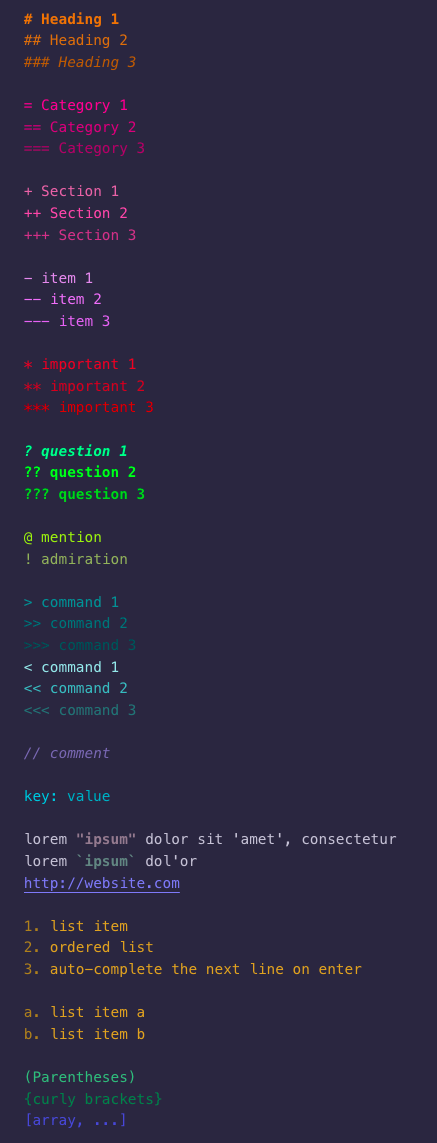 # Heading 1
## Heading 2
### Heading 3
= Category 1
== Category 2
=== Category 3
+ Section 1
++ Section 2
+++ Section 3
- item 1
-- item 2
--- item 3
* important 1
** important 2
*** important 3
? question 1
?? question 2
??? question 3
@ mention
! admiration
> command 1
>> command 2
>>> command 3
< command 1
<< command 2
<<< command 3
// comment
key: value
lorem "ipsum" dolor sit 'amet', consectetur
lorem `ipsum` dol'or
http://website.com
1. list item
2. ordered list
3. auto-complete the next line on enter
a. list item a
b. list item b
(Parentheses)
{curly brackets}
[array, ...]